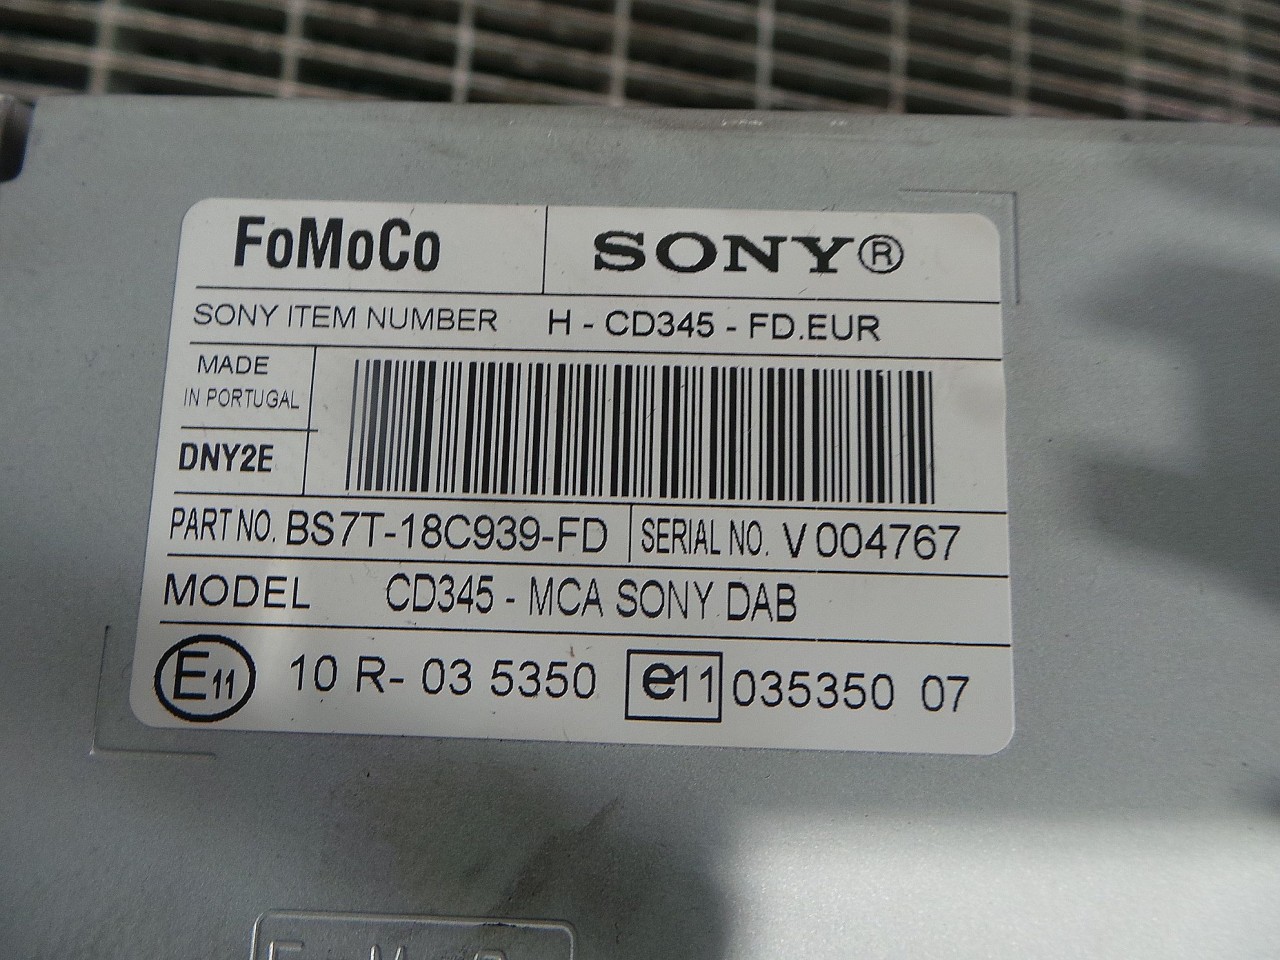 FoMoCo SONY®
SONY ITEM NUMBER H - CD345 - FD.EUR
MADE
IN PORTUGAL
DNY2E
PART NO. BS7T-18C939-FD SERIAL NO. V 004767
MODEL CD345 - MCA SONY DAB
E11 10 R- 03 5350 e11 035350 07